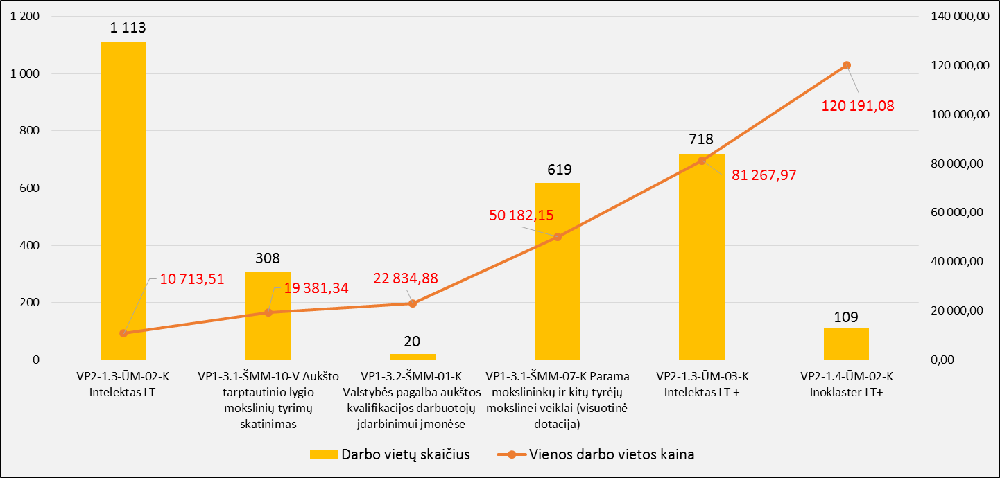 1 200
1 000
800
600
400
200
0
140 000,00
120 000,00
100 000,00
80 000,00
60 000,00
40 000,00
20 000,00
0,00
1 113
308
20
619
718
109
10 713,51
19 381,34
22 834,88
50 182,15
81 267,97
120 191,08
VP2-1.3-ŪM-02-K
Intelektas LT
VP1-3.1-ŠMM-10-V Aukšto
tarptautinio lygio
mokslinių tyrimų
skatinimas
VP1-3.2-ŠMM-01-K
Valstybės pagalba aukštos
kvalifikacijos darbuotojų
įdarbinimui įmonėse
VP1-3.1-ŠMM-07-K Parama
mokslininkų ir kitų tyrėjų
mokslinei veiklai (visuotinė
dotacija)
VP2-1.3-ŪM-03-K
Intelektas LT +
VP2-1.4-ŪM-02-K
Inoklaster LT+
Darbo vietų skaičius
Vienos darbo vietos kaina